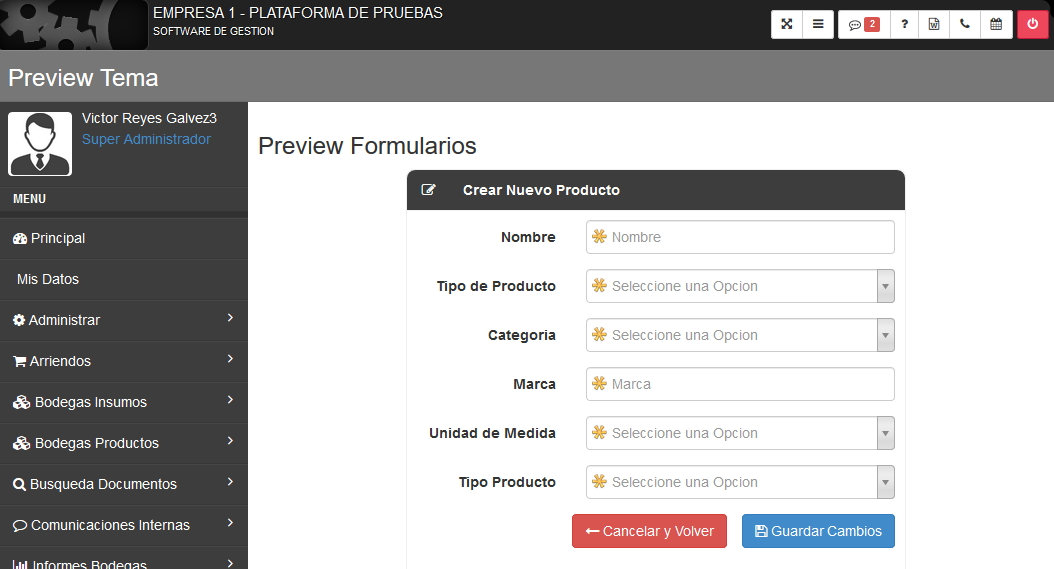 EMPRESA 1 - PLATAFORMA DE PRUEBAS
SOFTWARE DE GESTION
2
?
Preview Tema
Victor Reyes Galvez3
Super Administrador
MENU
Principal
Mis Datos
Administrar
Arriendos
Bodegas Insumos
Bodegas Productos
Busqueda Documentos
Comunicaciones Internas
Informes Bodegas
Preview Formularios
Crear Nuevo Producto
Nombre Nombre
Tipo de Producto Seleccione una Opcion
Categoria Seleccione una Opcion
Marca Marca
Unidad de Medida Seleccione una Opcion
Tipo Producto Seleccione una Opcion
Cancelar y Volver Guardar Cambios